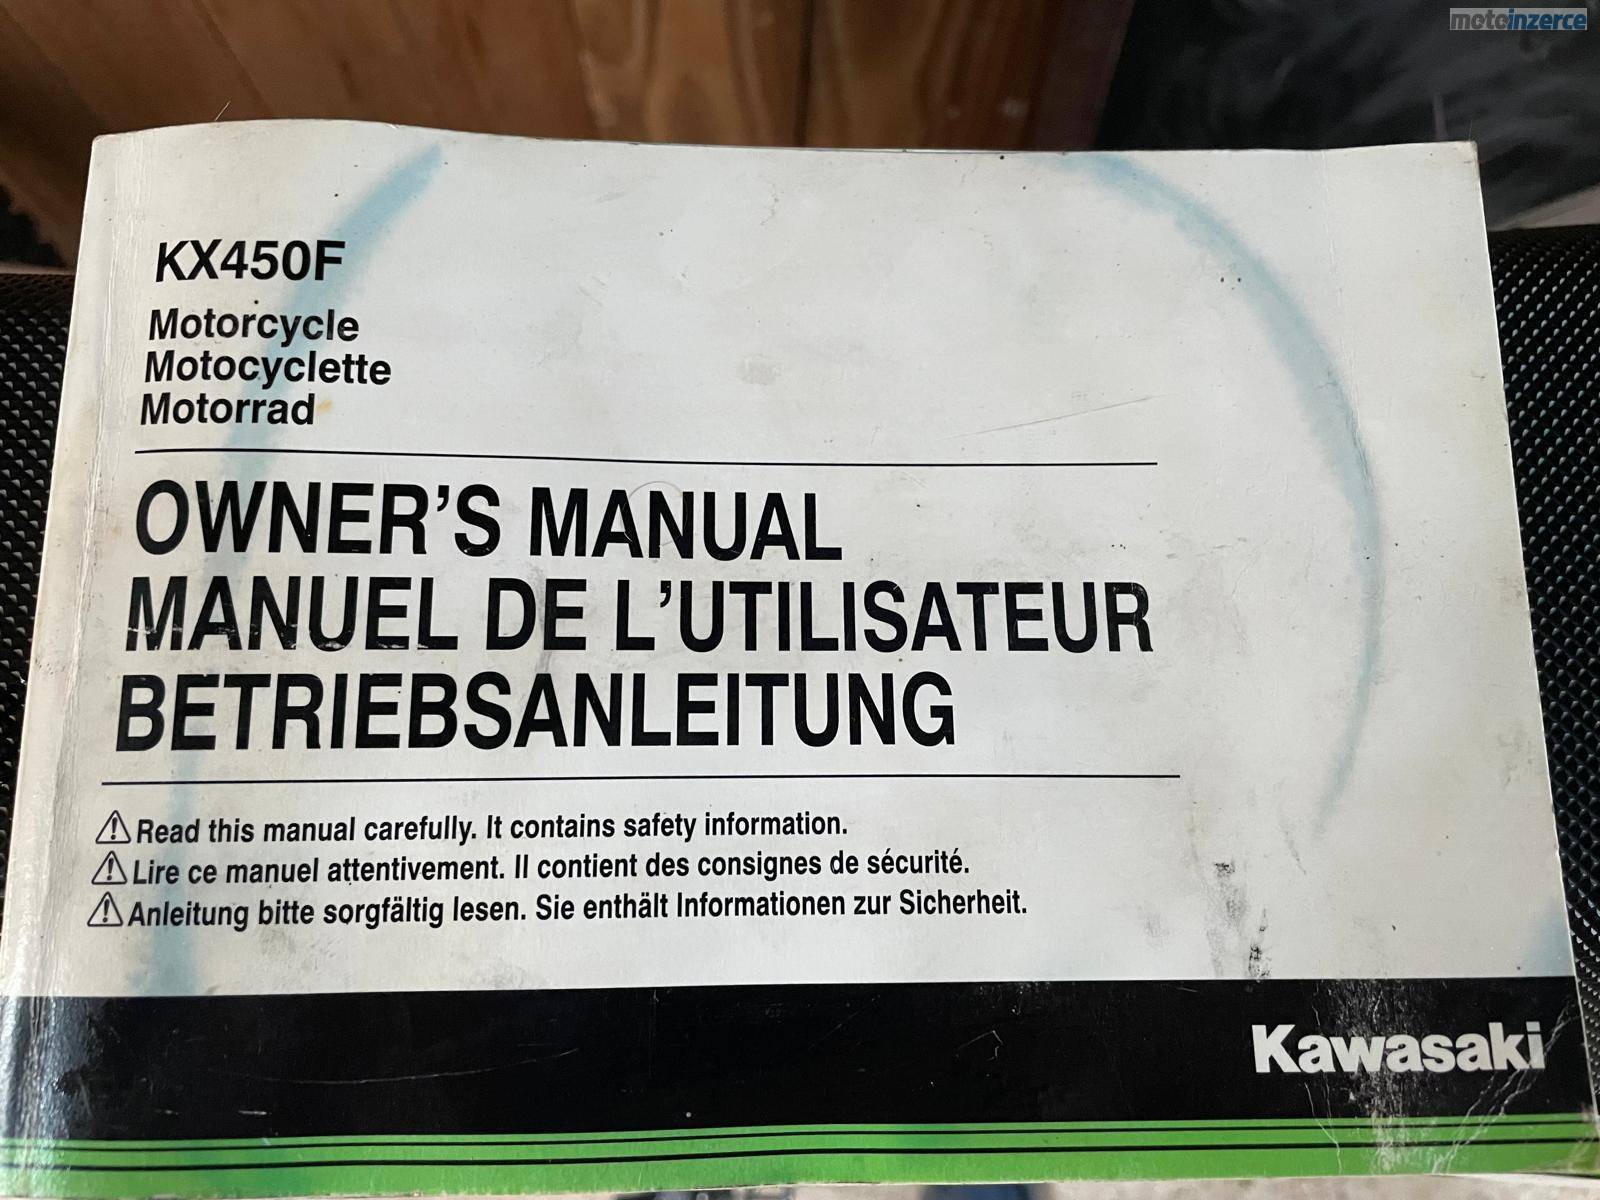 motoinzerce
KX450F
Motorcycle
Motocyclette
Motorrad
OWNER'S MANUAL
MANUEL DE L'UTILISATEUR
BETRIEBSANLEITUNG
⚠Read this manual carefully. It contains safety information.
⚠Lire ce manuel attentivement. Il contient des consignes de sécurité.
⚠Anleitung bitte sorgfältig lesen. Sie enthält Informationen zur Sicherheit.
Kawasaki